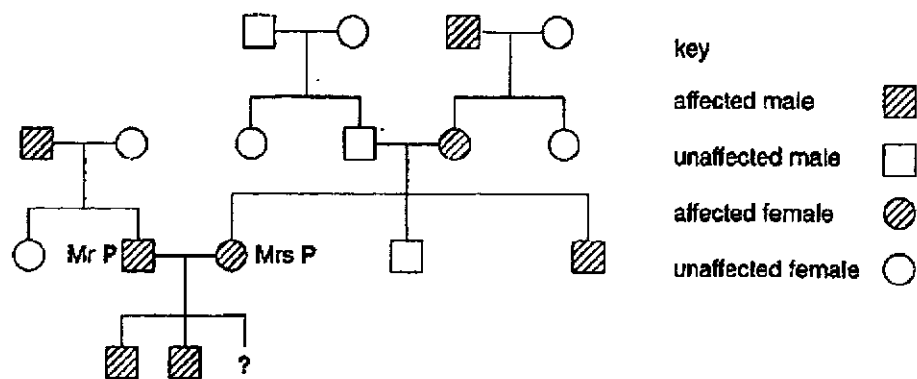 key
affected male
unaffected male
affected female
unaffected female
Mr P
Mrs P
?